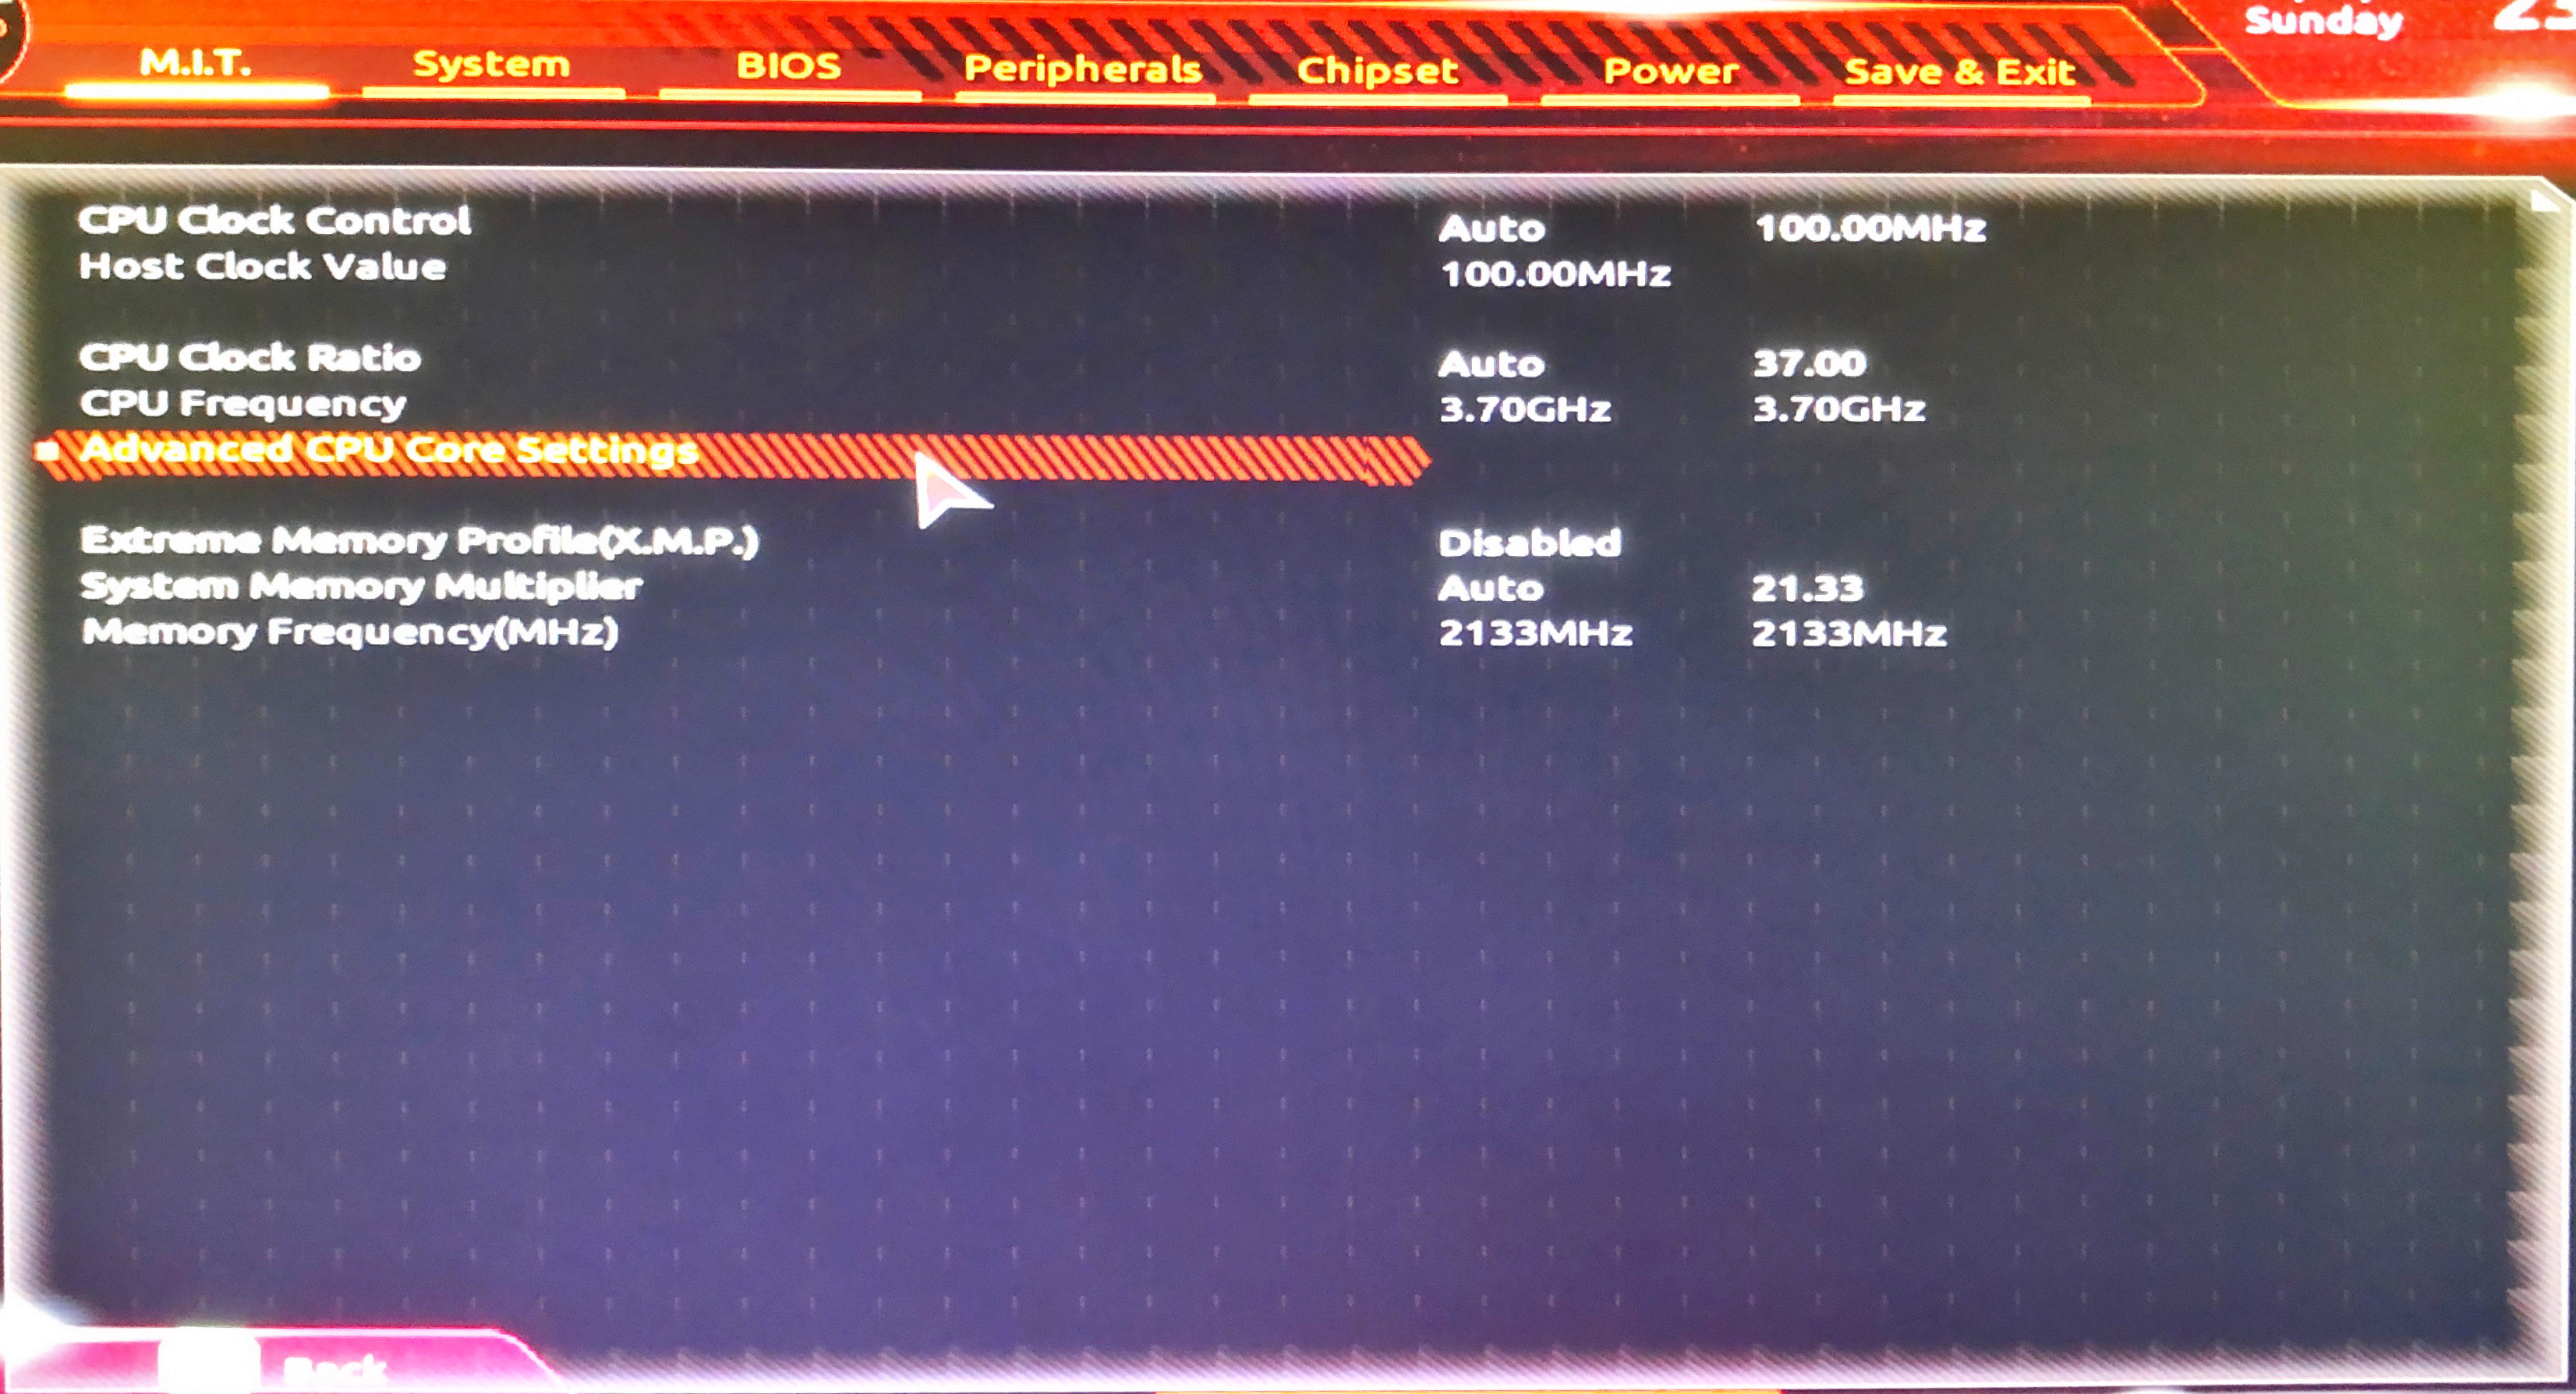 Sunday
M.I.T. System BIOS Peripherals Chipset Power Save & Exit
CPU Clock Control Auto 100.00MHz
Host Clock Value 100.00MHz
CPU Clock Ratio Auto 37.00
CPU Frequency 3.70GHz 3.70GHz
Advanced CPU Core Settings
Extreme Memory Profile(X.M.P.) Disabled
System Memory Multiplier Auto 21.33
Memory Frequency(MHz) 2133MHz 2133MHz
Back